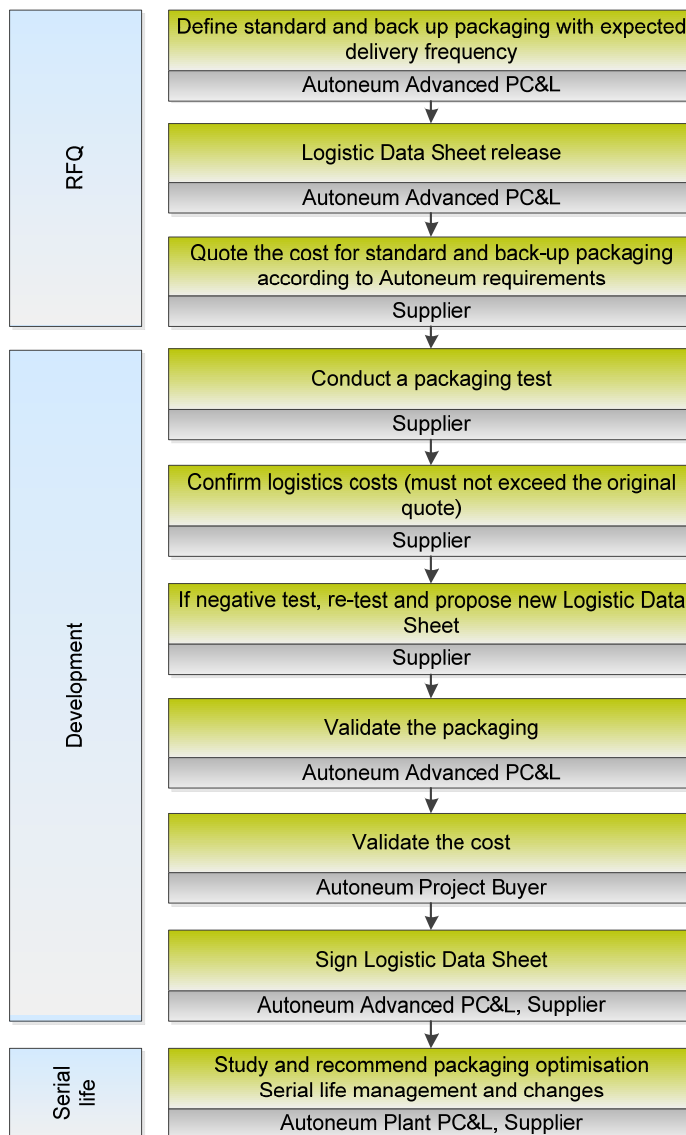 RFQ
Define standard and back up packaging with expected
delivery frequency
Autoneum Advanced PC&L
Logistic Data Sheet release
Autoneum Advanced PC&L
Quote the cost for standard and back-up packaging
according to Autoneum requirements
Supplier
Development
Conduct a packaging test
Supplier
Confirm logistics costs (must not exceed the original
quote)
Supplier
If negative test, re-test and propose new Logistic Data
Sheet
Supplier
Validate the packaging
Autoneum Advanced PC&L
Validate the cost
Autoneum Project Buyer
Sign Logistic Data Sheet
Autoneum Advanced PC&L, Supplier
Serial
life
Study and recommend packaging optimisation
Serial life management and changes
Autoneum Plant PC&L, Supplier